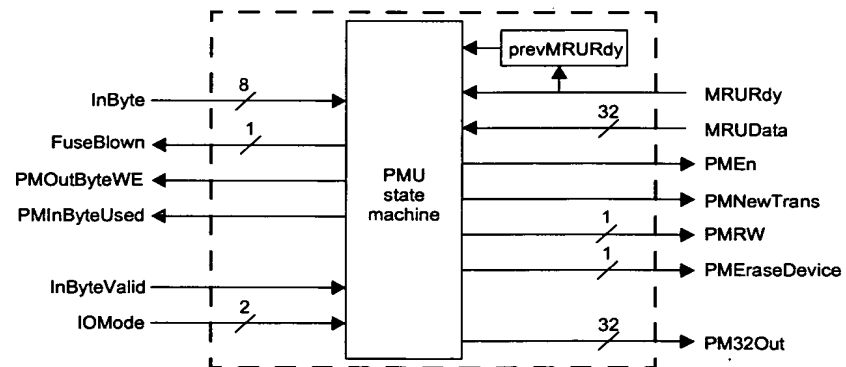 prevMRURdy
InByte
8
MRURdy
FuseBlown
1
32
MRUData
PMOutByteWE
PMU
state
machine
PMEn
PMInByteUsed
PMNewTrans
1
PMRW
1
PMEraseDevice
InByteValid
IOMode
2
32
PM32Out